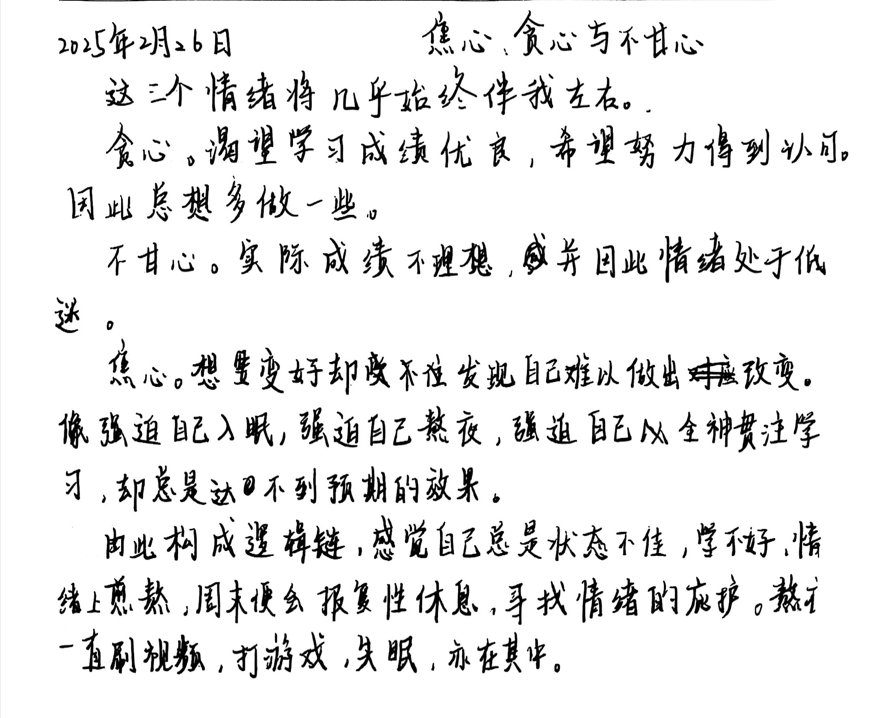 2025年2月26日 焦心、贪心与不甘心
这三个情绪将几乎始终伴我左右。
贪心。渴望学习成绩优良，希望努力得到认可。
因此总想多做一些。
不甘心。实际成绩不理想，并因此情绪处于低
迷。
焦心。想要变好却发现自己难以做出改变。
像强迫自己入眠，强迫自己熬夜，强迫自己全神贯注学
习，却总是达不到预期的效果。
由此构成逻辑链，感觉自己总是状态不佳，学不好，情
绪上煎熬，周末便会报复性休息，寻找情绪的庇护。熬夜
一直刷视频，打游戏，失眠，亦在其中。